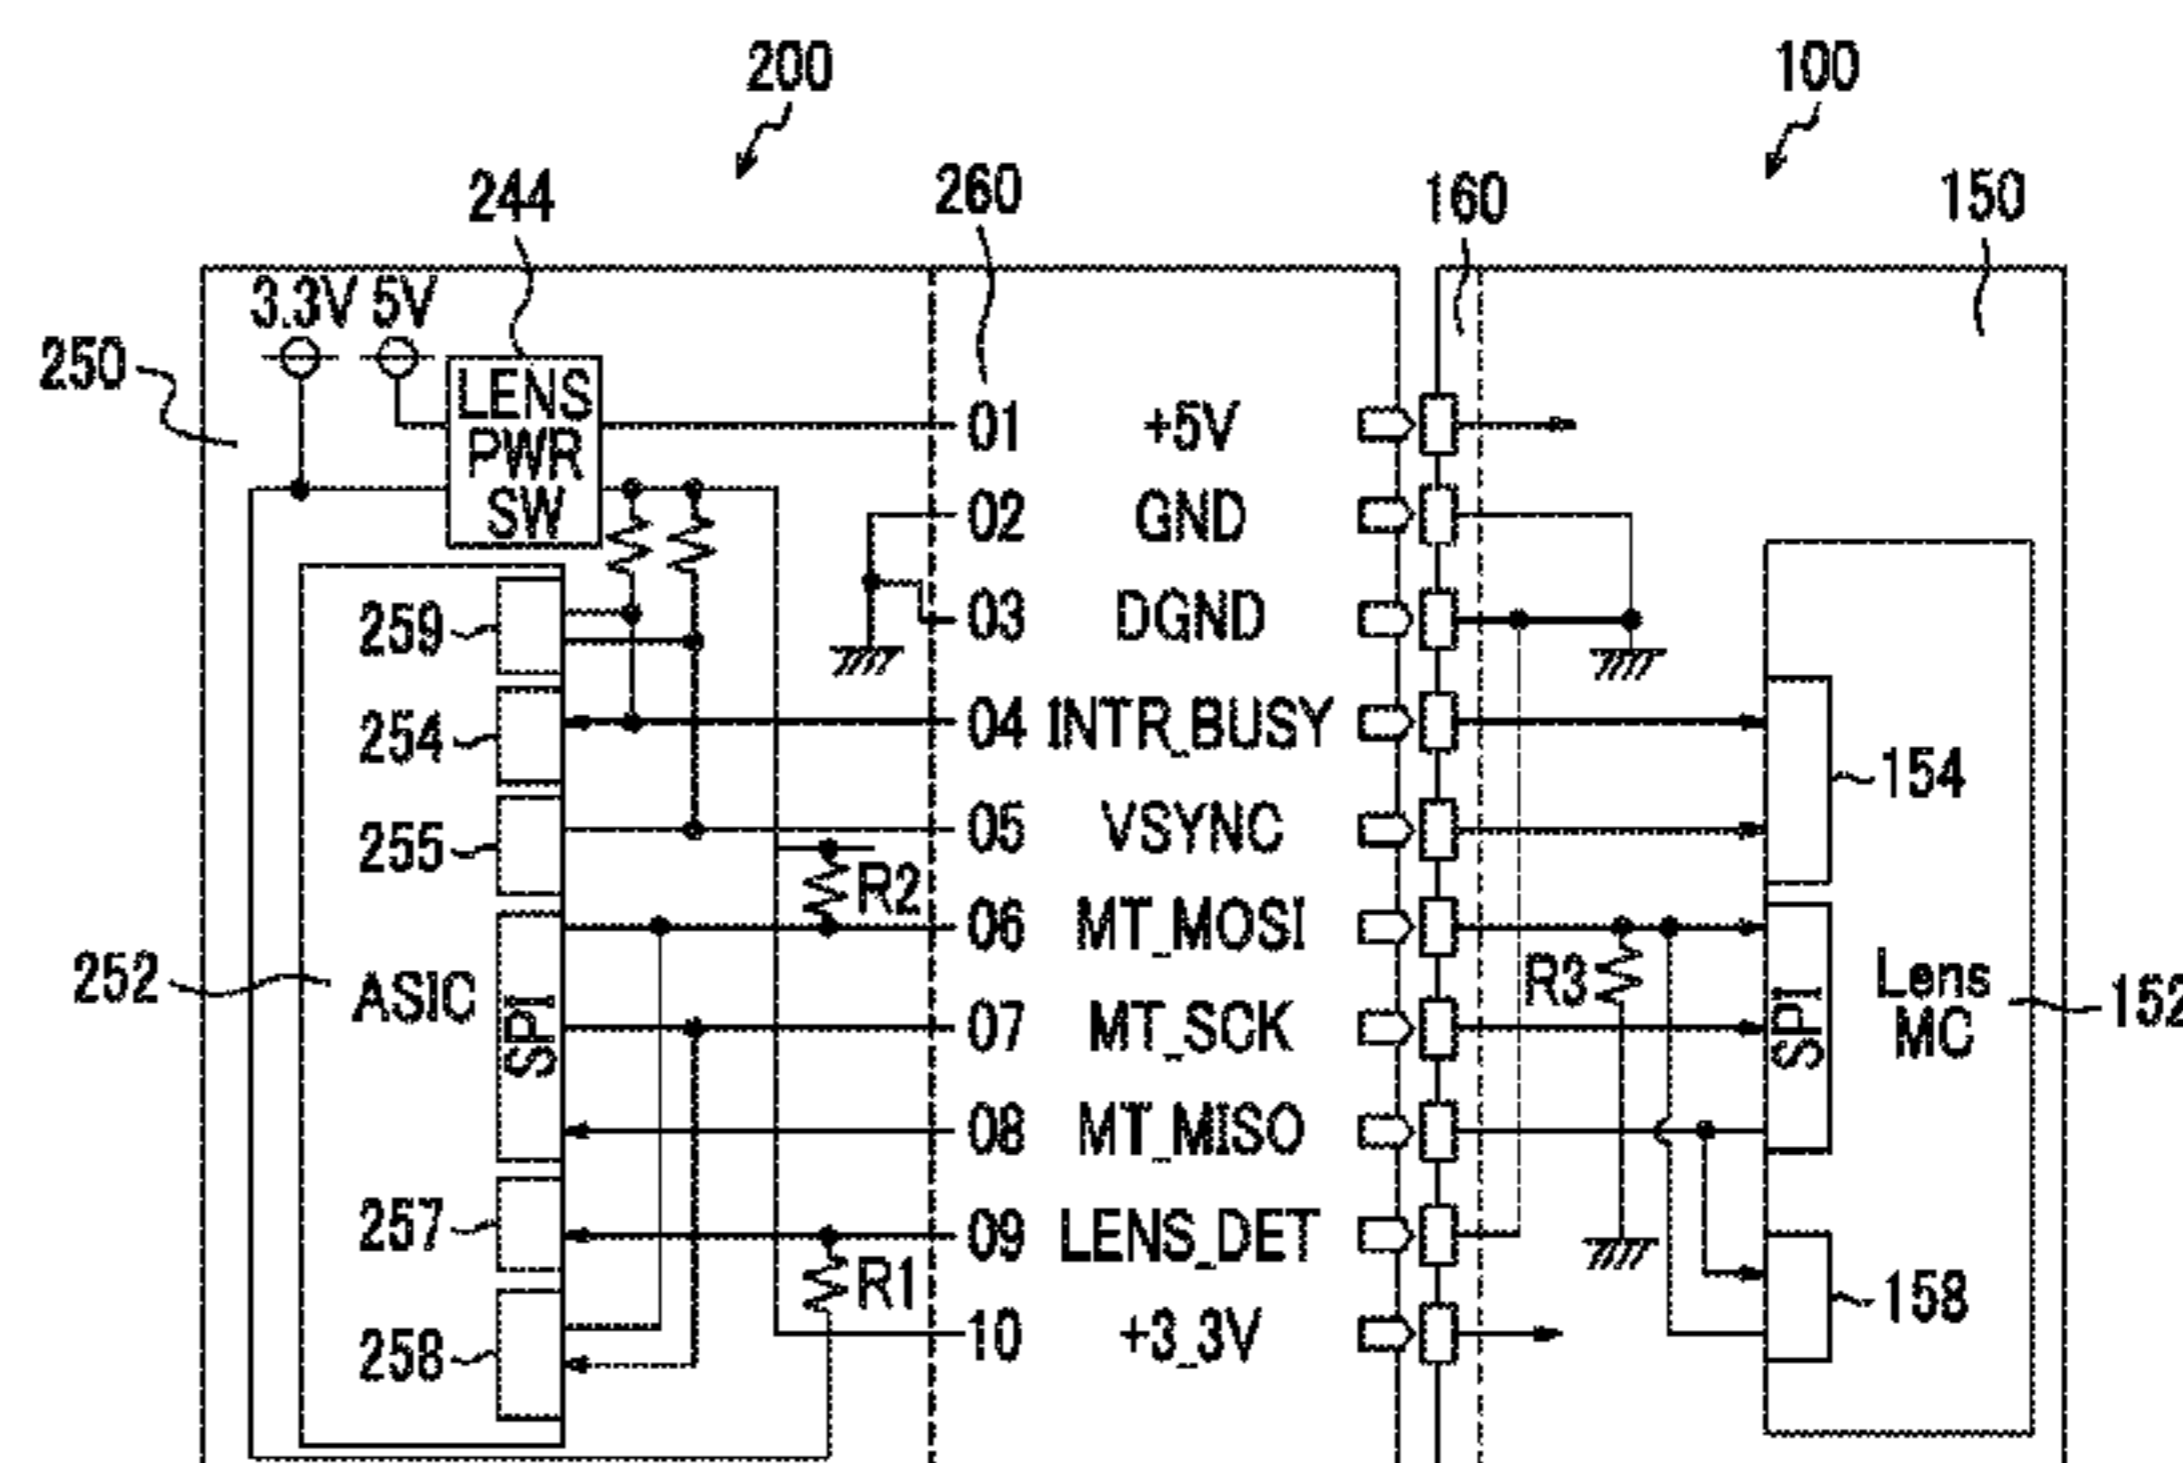 200
100
244
260
160
150
3.3V 5V
250
LENS
PWR
SW
01 +5V
02 GND
03 DGND
259
04 INTR_BUSY
254
154
05 VSYNC
255
R2
06 MT_MOSI
252
ASIC
SPI
R3
SPI
Lens
MC
152
07 MT_SCK
08 MT_MISO
257
09 LENS_DET
R1
158
10 +3_3V
258